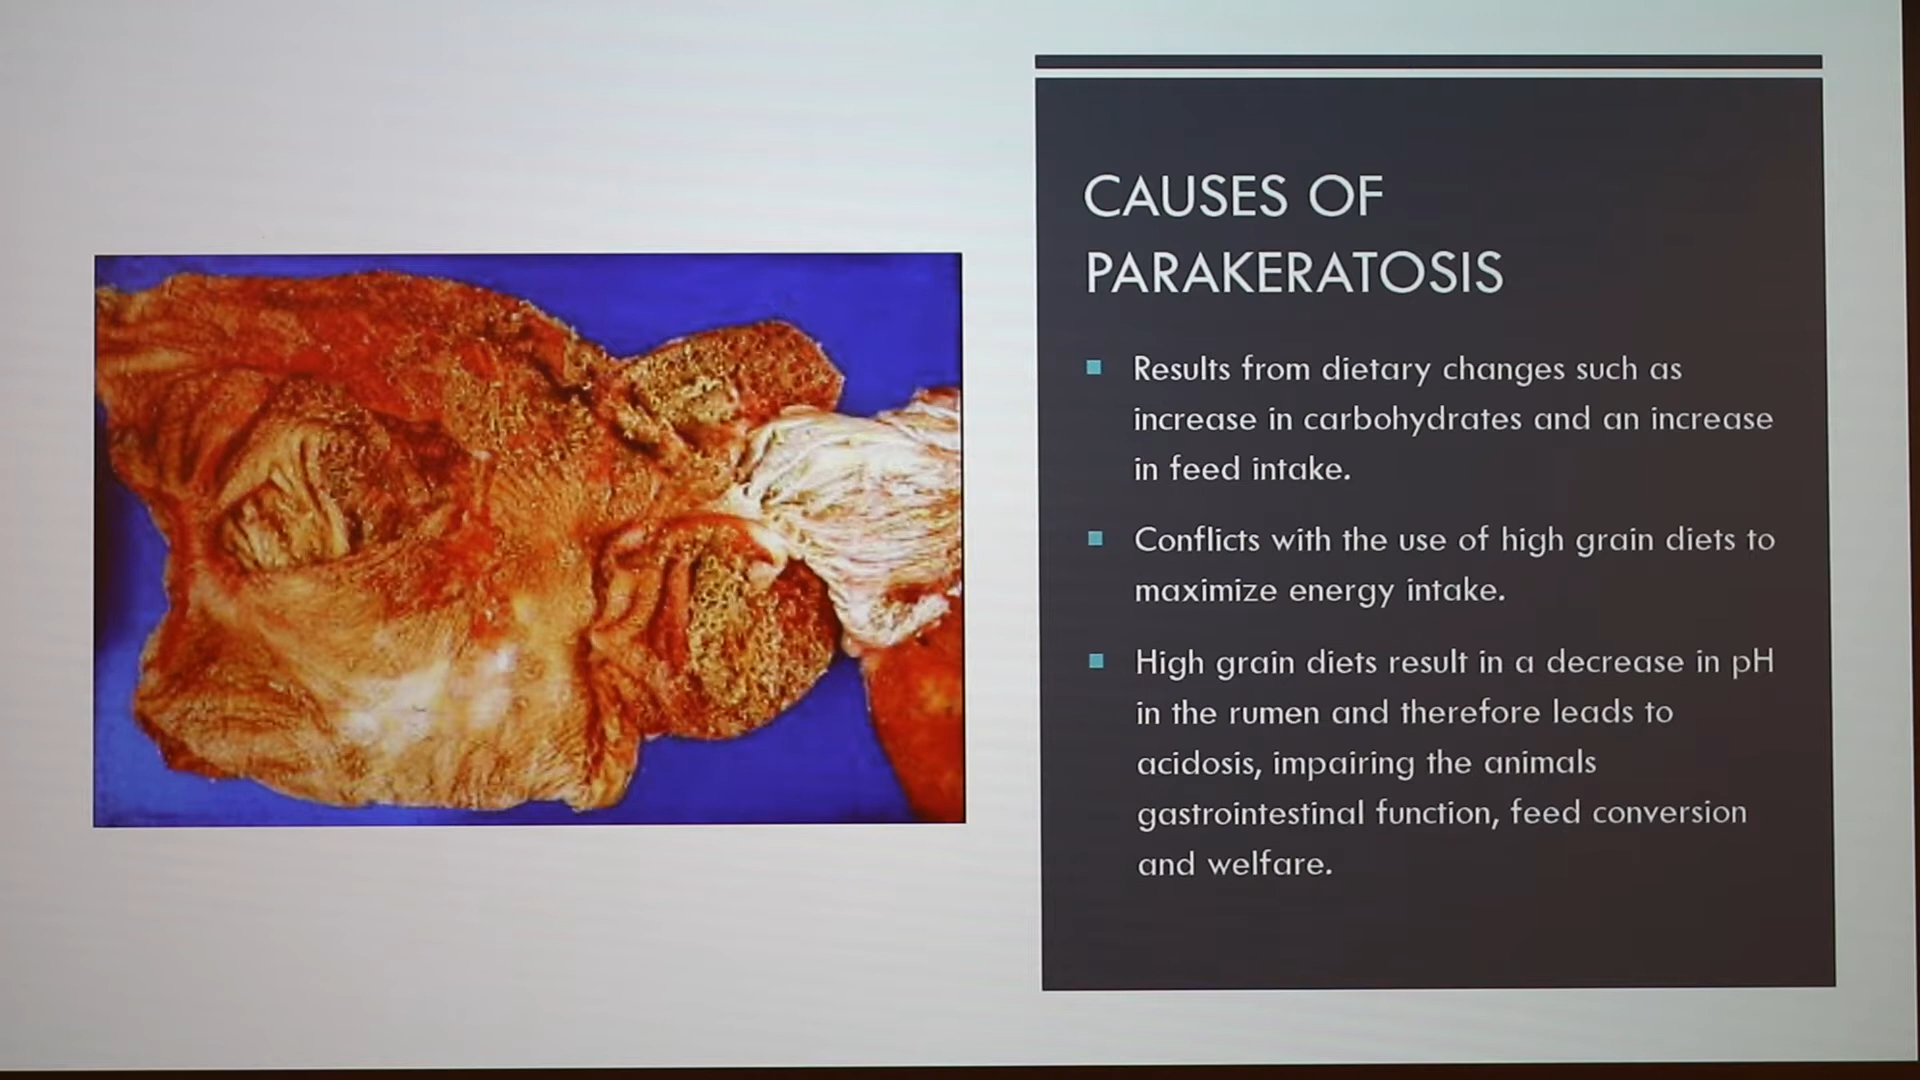 CAUSES OF
PARAKERATOSIS
Results from dietary changes such as
increase in carbohydrates and an increase
in feed intake.
Conflicts with the use of high grain diets to
maximize energy intake.
High grain diets result in a decrease in pH
in the rumen and therefore leads to
acidosis, impairing the animals
gastrointestinal function, feed conversion
and welfare.